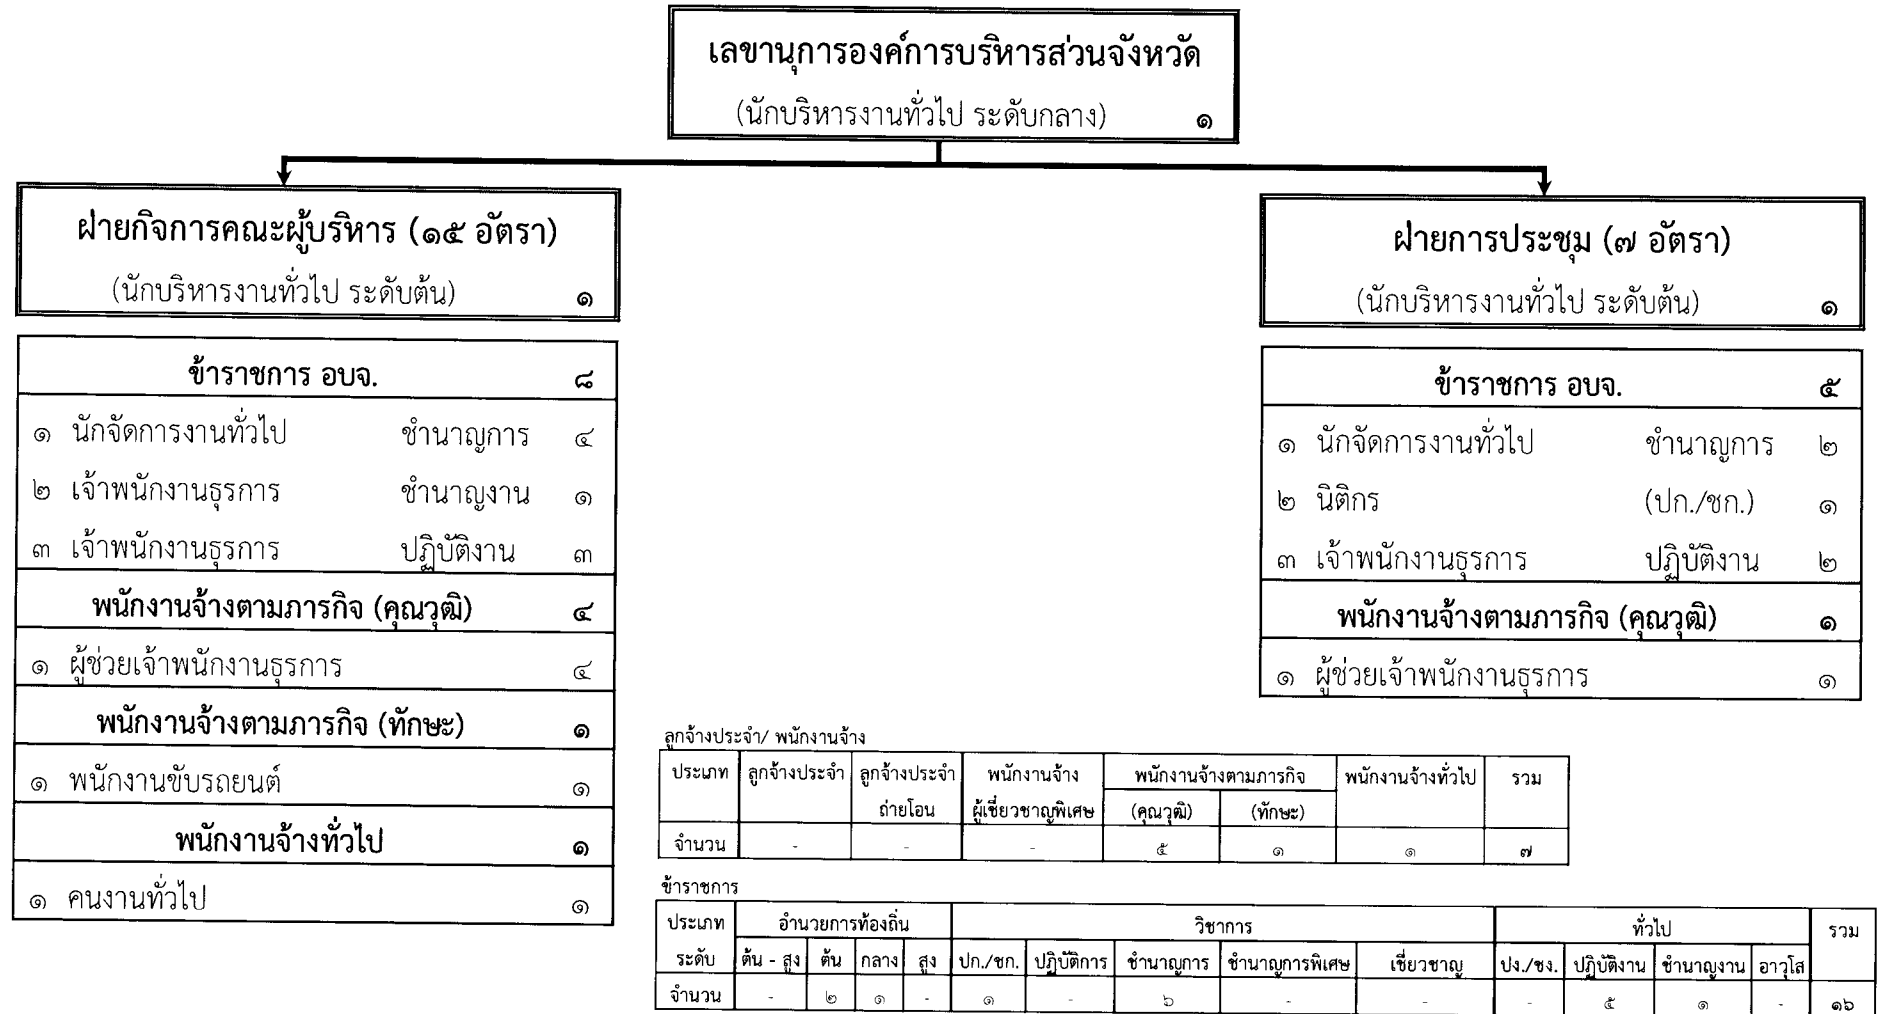 เลขานุการองค์การบริหารส่วนจังหวัด
(นักบริหารงานทั่วไป ระดับกลาง) ๑
ฝ่ายกิจการคณะผู้บริหาร (๑๕ อัตรา)
(นักบริหารงานทั่วไป ระดับต้น) ๑
ข้าราชการ อบจ. ๘
๑ นักจัดการงานทั่วไป ชำนาญการ ๔
๒ เจ้าพนักงานธุรการ ชำนาญงาน ๑
๓ เจ้าพนักงานธุรการ ปฏิบัติงาน ๓
พนักงานจ้างตามภารกิจ (คุณวุฒิ) ๔
๑ ผู้ช่วยเจ้าพนักงานธุรการ ๔
พนักงานจ้างตามภารกิจ (ทักษะ) ๑
๑ พนักงานขับรถยนต์ ๑
พนักงานจ้างทั่วไป ๑
๑ คนงานทั่วไป ๑
ฝ่ายการประชุม (๗ อัตรา)
(นักบริหารงานทั่วไป ระดับต้น) ๑
ข้าราชการ อบจ. ๕
๑ นักจัดการงานทั่วไป ชำนาญการ ๒
๒ นิติกร (ปก./ชก.) ๑
๓ เจ้าพนักงานธุรการ ปฏิบัติงาน ๒
พนักงานจ้างตามภารกิจ (คุณวุฒิ) ๑
๑ ผู้ช่วยเจ้าพนักงานธุรการ ๑
ลูกจ้างประจำ/ พนักงานจ้าง
ประเภท ลูกจ้างประจำ ลูกจ้างประจำ พนักงานจ้าง พนักงานจ้างตามภารกิจ พนักงานจ้างทั่วไป รวม
ถ่ายโอน ผู้เชี่ยวชาญพิเศษ (คุณวุฒิ) (ทักษะ)
จำนวน - - - ๕ ๑ ๑ ๗
ข้าราชการ
ประเภท อำนวยการท้องถิ่น วิชาการ ทั่วไป รวม
ระดับ ต้น - สูง ต้น กลาง สูง ปก./ชก. ปฏิบัติการ ชำนาญการ ชำนาญการพิเศษ เชี่ยวชาญ ปง./ชง. ปฏิบัติงาน ชำนาญงาน อาวุโส
จำนวน - ๒ ๑ - ๑ - ๖ - - - ๕ ๑ - ๑๖